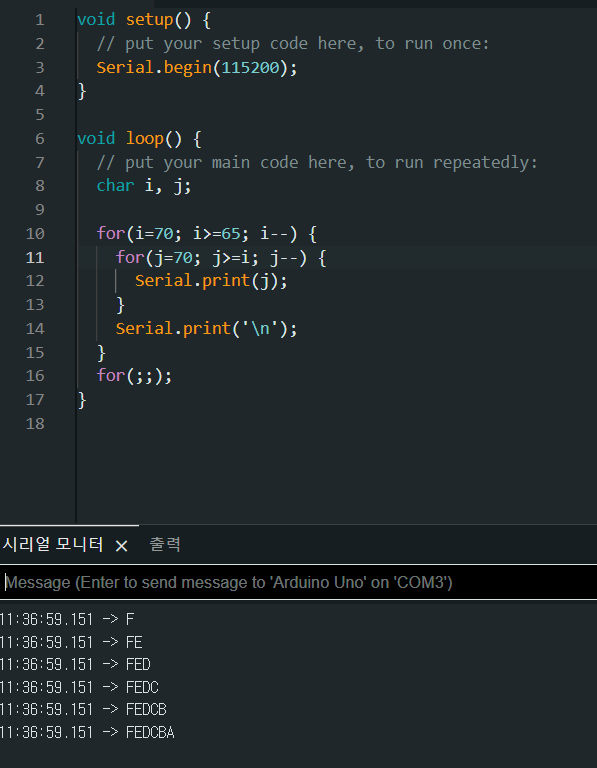 1 void setup() {
2 // put your setup code here, to run once:
3 Serial.begin(115200);
4 }
5
6 void loop() {
7 // put your main code here, to run repeatedly:
8 char i, j;
9
10 for(i=70; i>=65; i--) {
11 for(j=70; j>=i; j--) {
12 Serial.print(j);
13 }
14 Serial.print('\n');
15 }
16 for(;;);
17 }
18
시리얼 모니터 × 출력
Message (Enter to send message to 'Arduino Uno' on 'COM3')
11:36:59.151 -> F
11:36:59.151 -> FE
11:36:59.151 -> FED
11:36:59.151 -> FEDC
11:36:59.151 -> FEDCB
11:36:59.151 -> FEDCBA